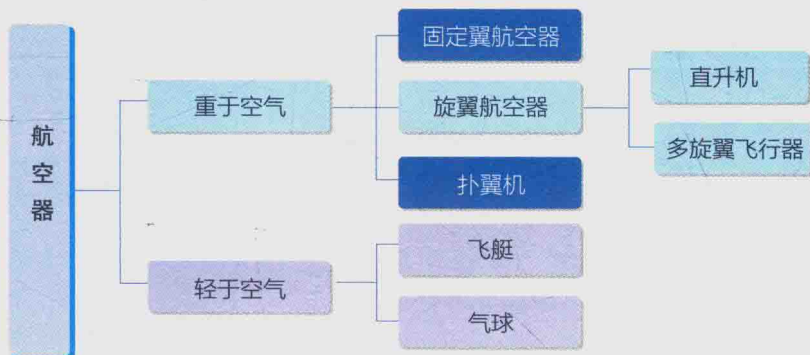 航空器
重于空气
固定翼航空器
旋翼航空器
直升机
多旋翼飞行器
扑翼机
轻于空气
飞艇
气球